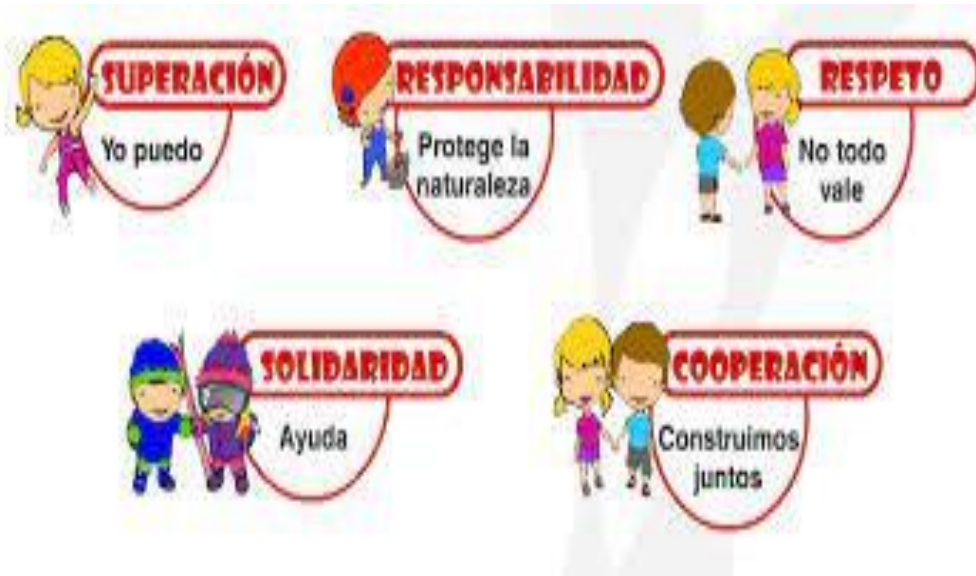 SUPERACIÓN
Yo puedo
RESPONSABILIDAD
Protege la
naturaleza
RESPETO
No todo
vale
SOLIDARIDAD
Ayuda
COOPERACIÓN
Construimos
juntos